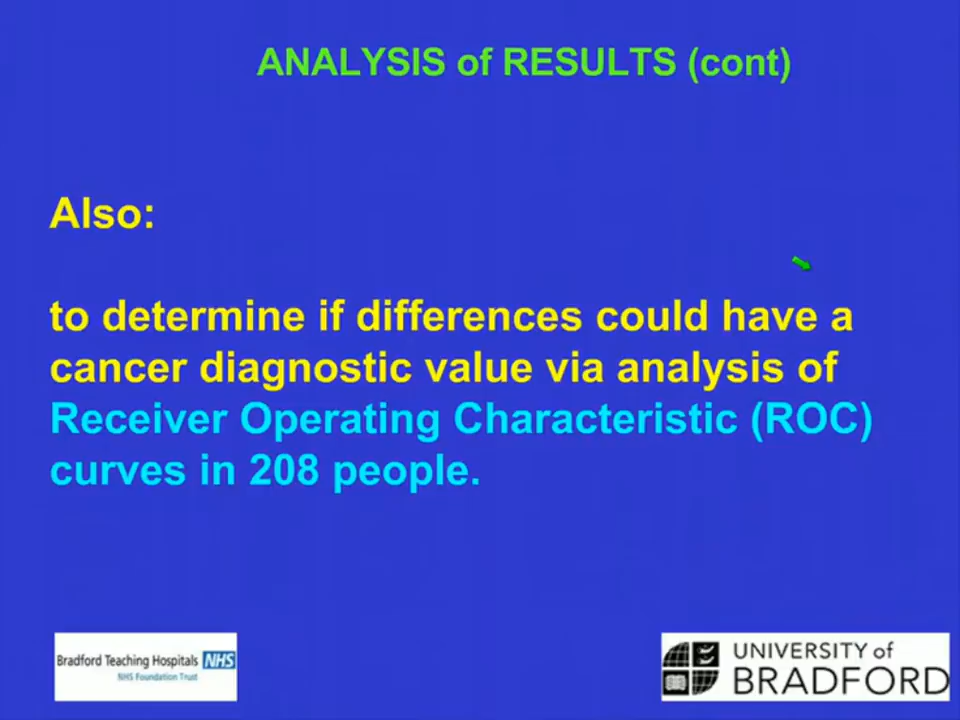 ANALYSIS of RESULTS (cont)
Also:
to determine if differences could have a
cancer diagnostic value via analysis of
Receiver Operating Characteristic (ROC)
curves in 208 people.
Bradford Teaching Hospitals NHS
NHS Foundation Trust
UNIVERSITY of
BRADFORD